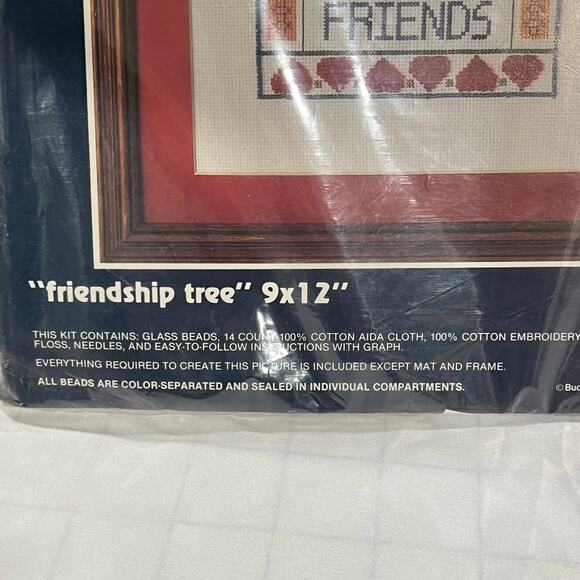 FRIENDS
"friendship tree" 9x12"
THIS KIT CONTAINS: GLASS BEADS, 14 COUNT 100% COTTON AIDA CLOTH, 100% COTTON EMBROIDERY
FLOSS, NEEDLES, AND EASY-TO-FOLLOW INSTRUCTIONS WITH GRAPH.
EVERYTHING REQUIRED TO CREATE THIS PICTURE IS INCLUDED EXCEPT MAT AND FRAME.
ALL BEADS ARE COLOR-SEPARATED AND SEALED IN INDIVIDUAL COMPARTMENTS.
©Buc